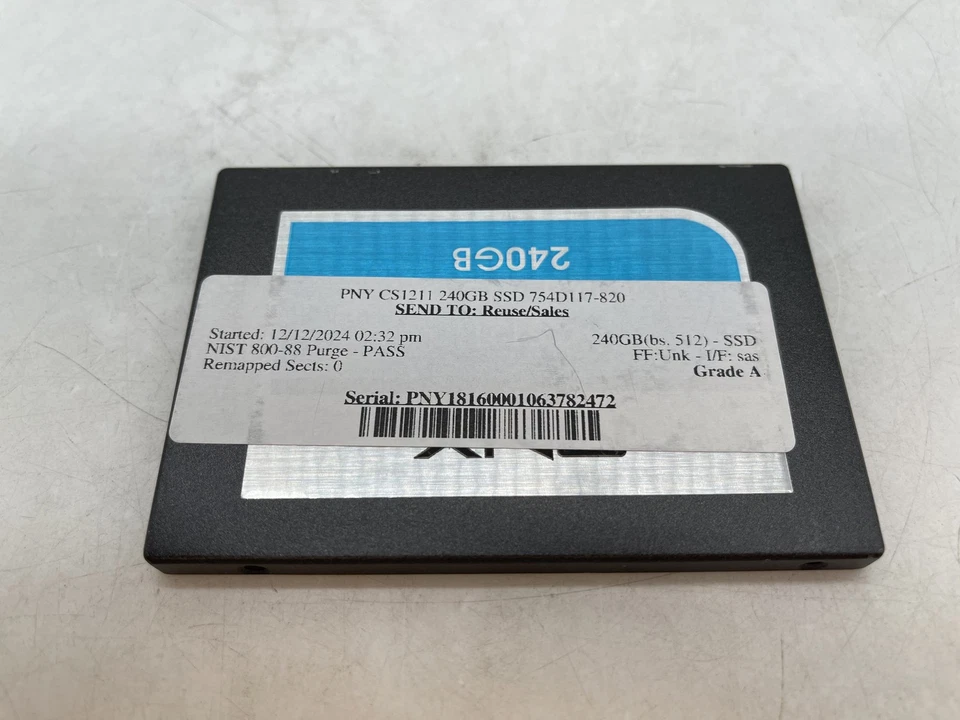 240GB
PNY CS1211 240GB SSD 754D117-820
SEND TO: Reuse/Sales
Started: 12/12/2024 02:32 pm
NIST 800-88 Purge - PASS
Remapped Sects: 0
240GB(bs. 512) - SSD
FF:Unk - I/F: sas
Grade A
Serial: PNY18160001063782472
PNY